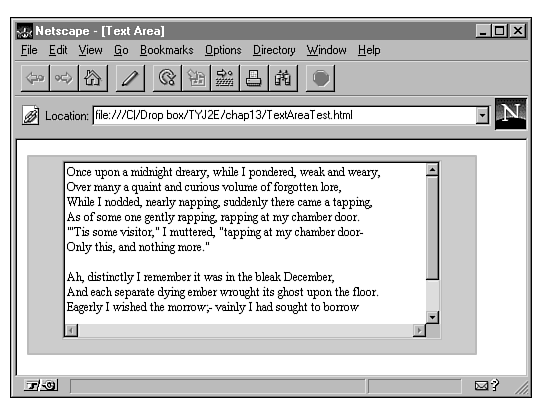 Netscape - [Text Area]
File Edit View Go Bookmarks Options Directory Window Help
Location: file:///C|/Drop box/TYJ2E/chap13/TextAreaTest.html
N
Once upon a midnight dreary, while I pondered, weak and weary,
Over many a quaint and curious volume of forgotten lore,
While I nodded, nearly napping, suddenly there came a tapping,
As of some one gently rapping, rapping at my chamber door.
"'Tis some visitor," I muttered, "tapping at my chamber door-
Only this, and nothing more."
Ah, distinctly I remember it was in the bleak December,
And each separate dying ember wrought its ghost upon the floor.
Eagerly I wished the morrow;- vainly I had sought to borrow
?